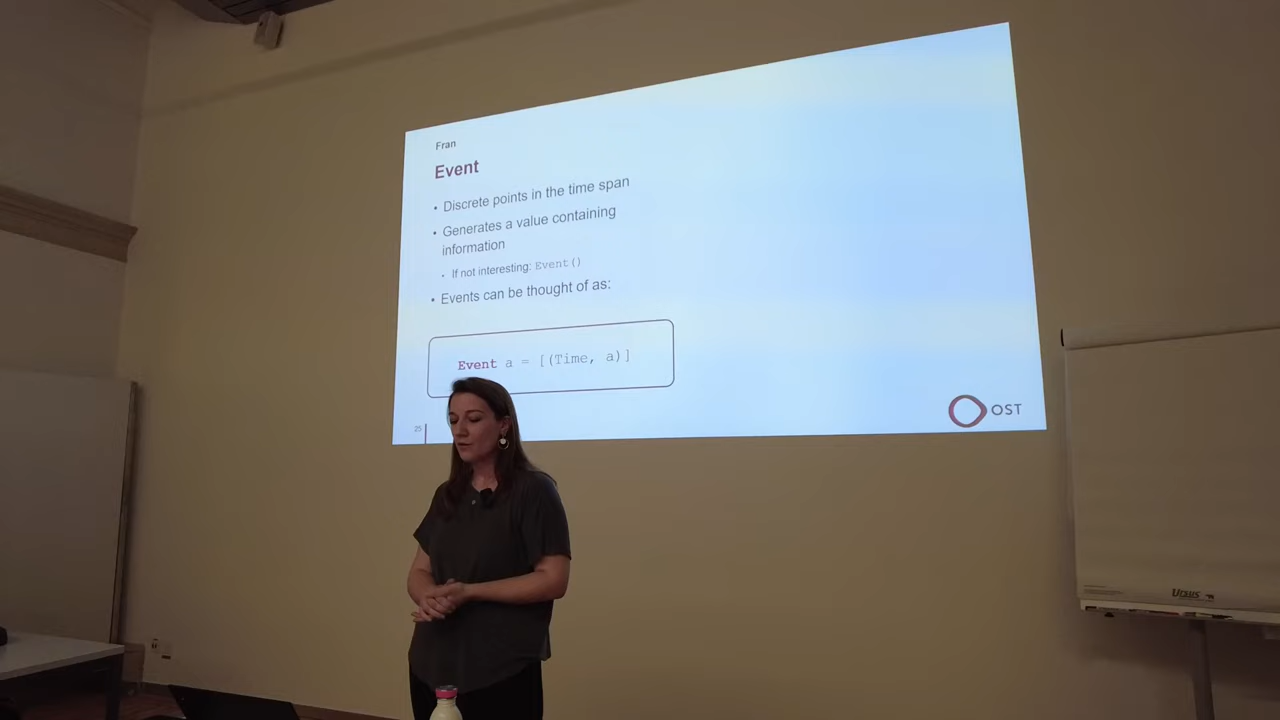 Fran
Event
• Discrete points in the time span
• Generates a value containing
information
• If not interesting: Event()
• Events can be thought of as:
Event a = [(Time, a)]
25
OST